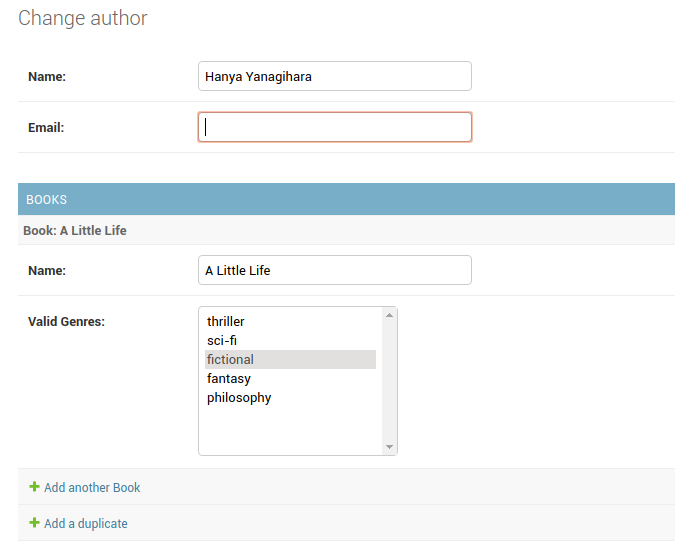 Change author
Name: Hanya Yanagihara
Email:
BOOKS
Book: A Little Life
Name: A Little Life
Valid Genres: thriller
sci-fi
fictional
fantasy
philosophy
Add another Book
Add a duplicate